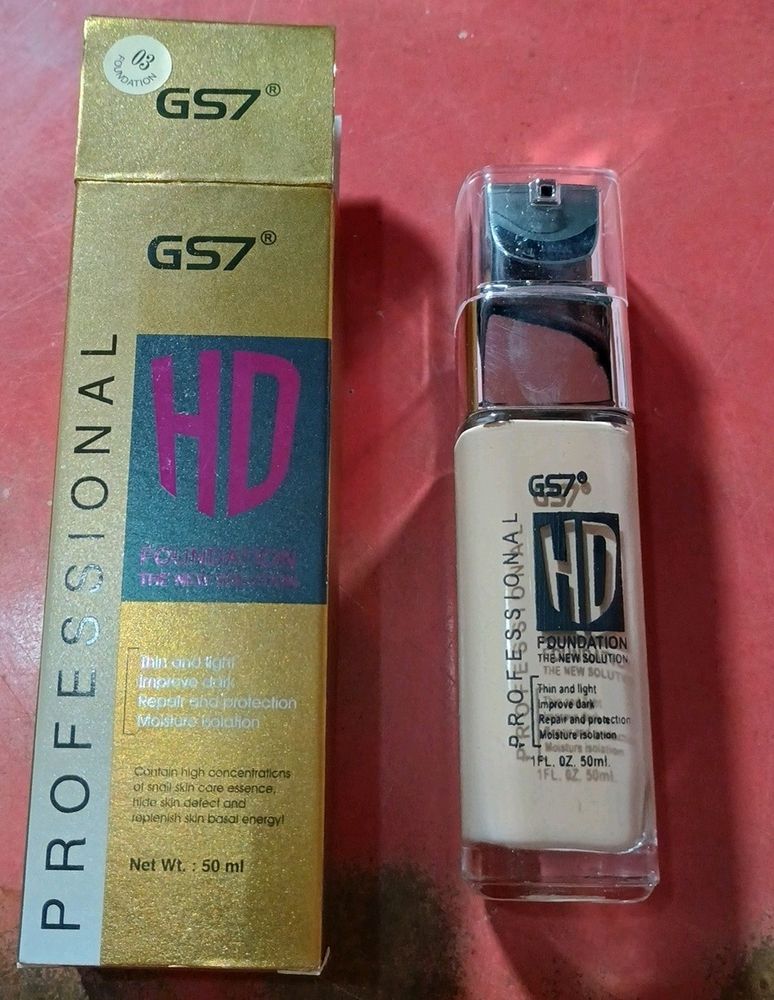 03
FOUNDATION
GS7®
GS7®
PROFESSIONAL
HD
FOUNDATION
THE NEW SOLUTION
Thin and light
Improve dark
Repair and protection
Moisture isolation
Contain high concentrations
of snail skin care essence,
hide skin defect and
replenish skin basal energy!
Net Wt. : 50 ml
GS7®
PROFESSIONAL
HD
FOUNDATION
THE NEW SOLUTION
Thin and light
Improve dark
Repair and protection
Moisture isolation
1FL. OZ. 50ml.